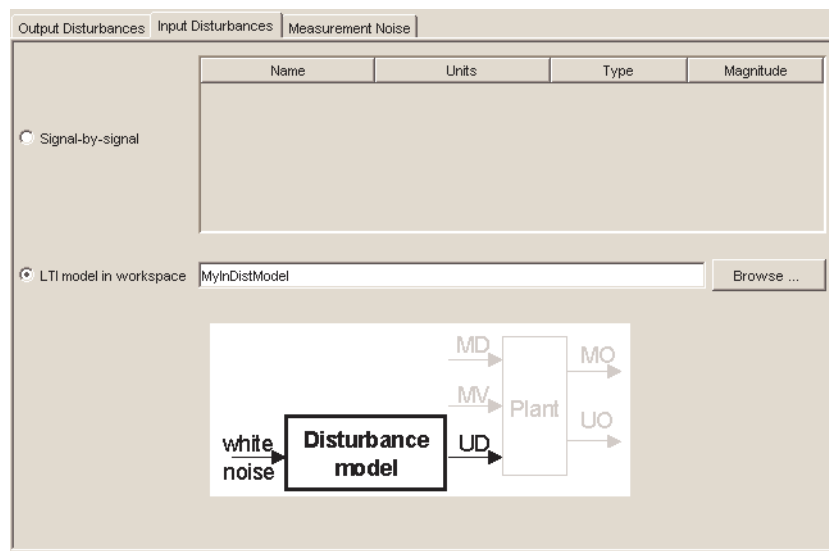 Output Disturbances Input Disturbances Measurement Noise
Name Units Type Magnitude
Signal-by-signal
LTI model in workspace MyInDistModel Browse ...
MD
MO
MV
Plant
UO
white noise
Disturbance model
UD